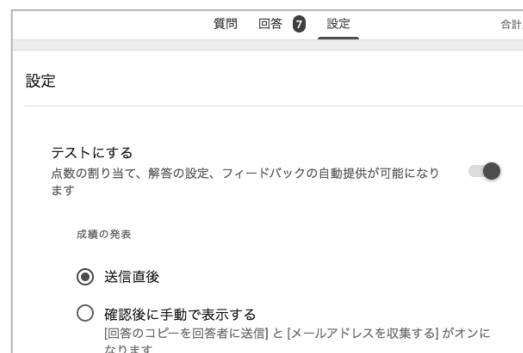 質問 回答 7 設定 合計
設定
テストにする
点数の割り当て、解答の設定、フィードバックの自動提供が可能になり
ます
成績の発表
送信直後
確認後に手動で表示する
[回答のコピーを回答者に送信] と [メールアドレスを収集する] がオンに
なります